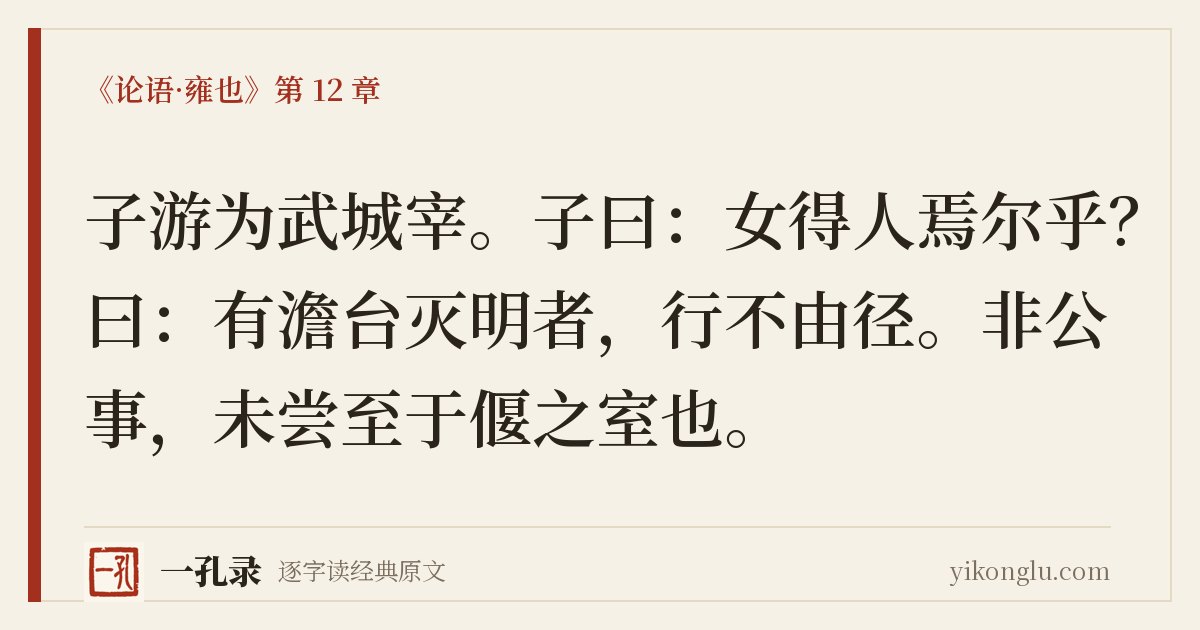 《论语·雍也》第 12 章
子游为武城宰。子曰：女得人焉尔乎？
曰：有澹台灭明者，行不由径。非公
事，未尝至于偃之室也。
一孔
一孔录 逐字读经典原文 yikonglu.com